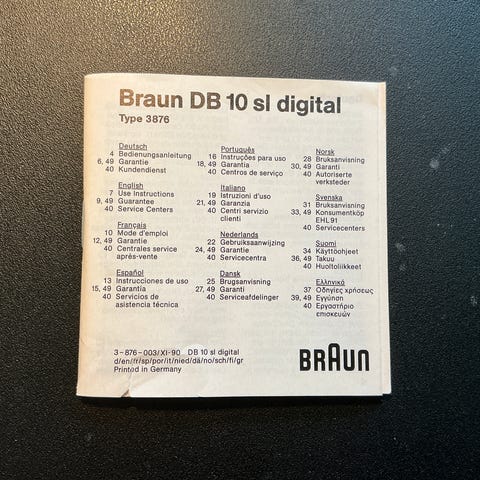 Braun DB 10 sl digital
Type 3876
Deutsch
4 Bedienungsanleitung
6, 49 Garantie
40 Kundendienst
English
7 Use Instructions
9, 49 Guarantee
40 Service Centers
Français
10 Mode d'emploi
12, 49 Garantie
40 Centrales service
après-vente
Español
13 Instrucciones de uso
15, 49 Garantia
40 Servicios de
asistencia técnica
Português
16 Instruções para uso
18, 49 Garantia
40 Centros de serviço
Italiano
19 Istruzioni d'uso
21, 49 Garanzia
40 Centri servizio
clienti
Nederlands
22 Gebruiksaanwijzing
24, 49 Garantie
40 Servicecentra
Dansk
25 Brugsanvisning
27, 49 Garanti
40 Serviceafdelinger
Norsk
28 Bruksanvisning
30, 49 Garanti
40 Autoriserte
verksteder
Svenska
31 Bruksanvisning
33, 49 Konsumentköp
EHL 91
40 Servicecenters
Suomi
34 Käyttöohjeet
36, 49 Takuu
40 Huoltoliikkeet
Ελληνικά
37 Οδηγίες χρήσεως
39, 49 Εγγύηση
40 Εργαστήριο
επισκευών
3-876-003/XI-90 DB 10 sl digital
d/en/fr/sp/por/it/nied/dä/no/sch/fi/gr
Printed in Germany
BRAUN